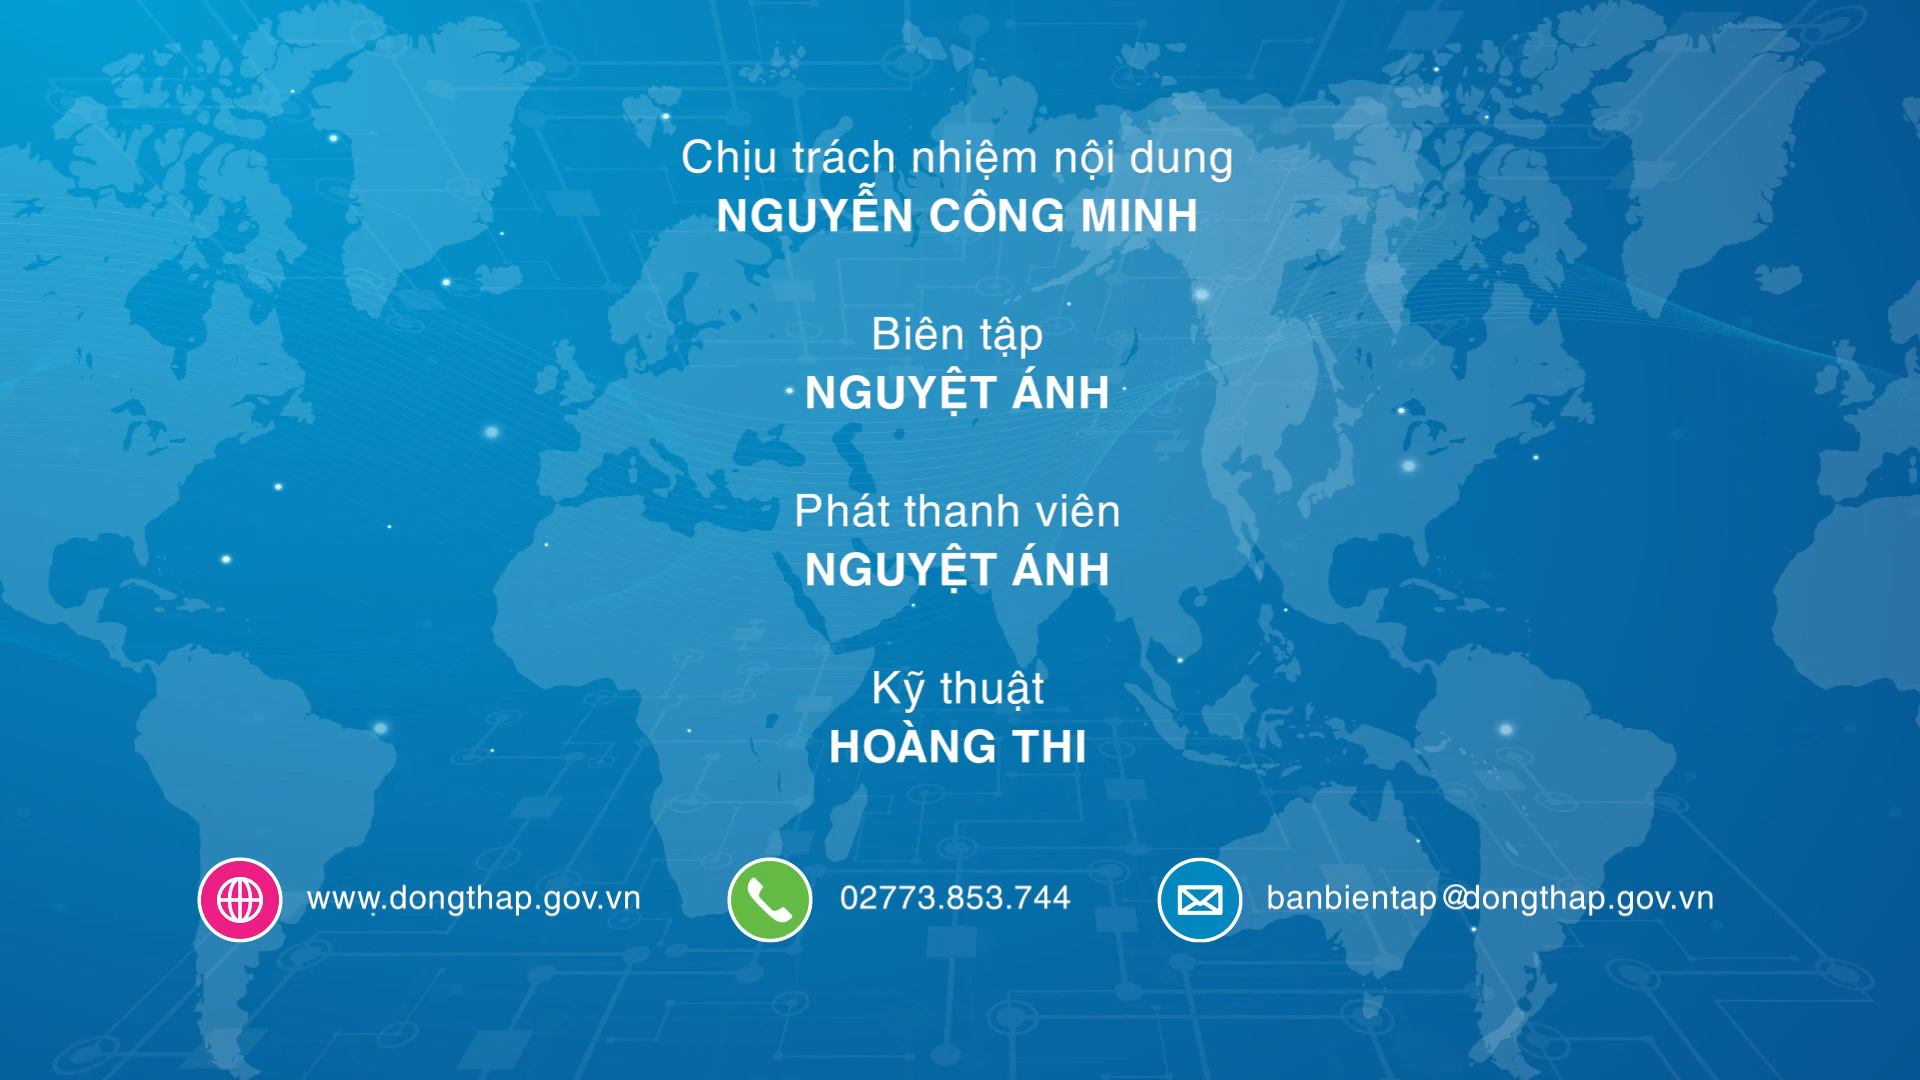 Chịu trách nhiệm nội dung
NGUYỄN CÔNG MINH
Biên tập
NGUYỆT ÁNH
Phát thanh viên
NGUYỆT ÁNH
Kỹ thuật
HOÀNG THI
www.dongthap.gov.vn
02773.853.744
banbientap@dongthap.gov.vn